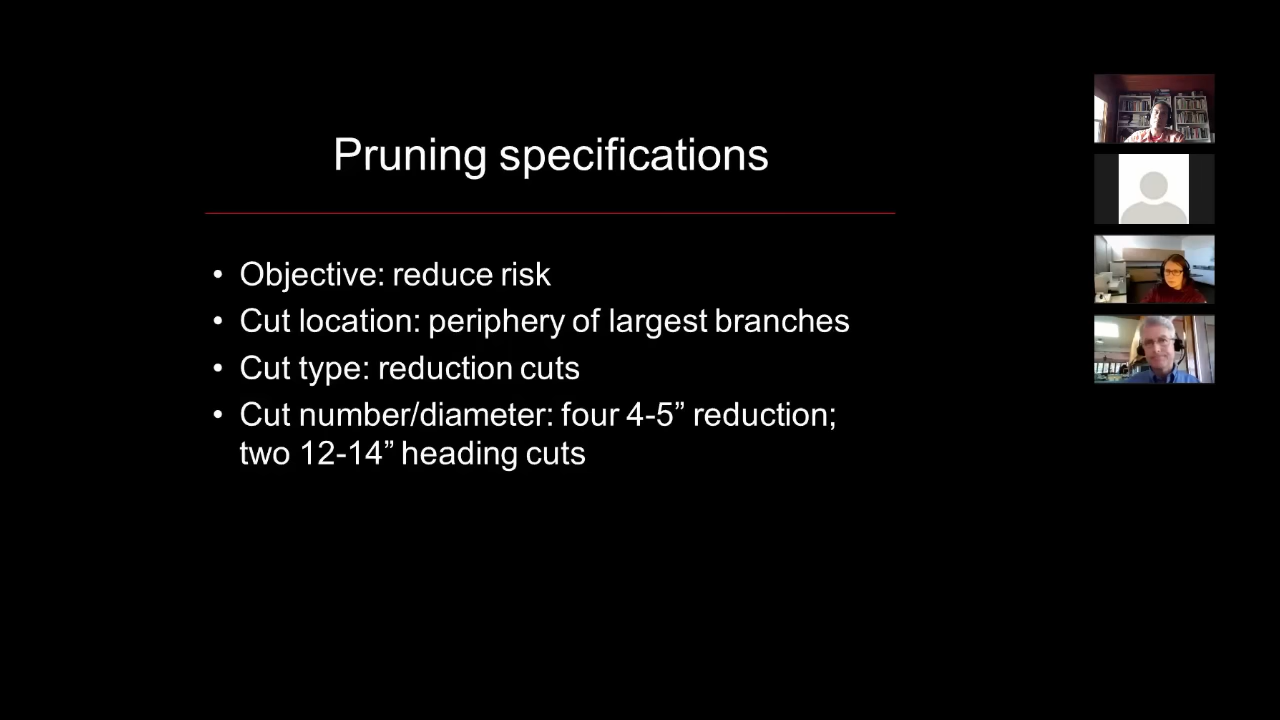 Pruning specifications
• Objective: reduce risk
• Cut location: periphery of largest branches
• Cut type: reduction cuts
• Cut number/diameter: four 4-5” reduction;
two 12-14” heading cuts